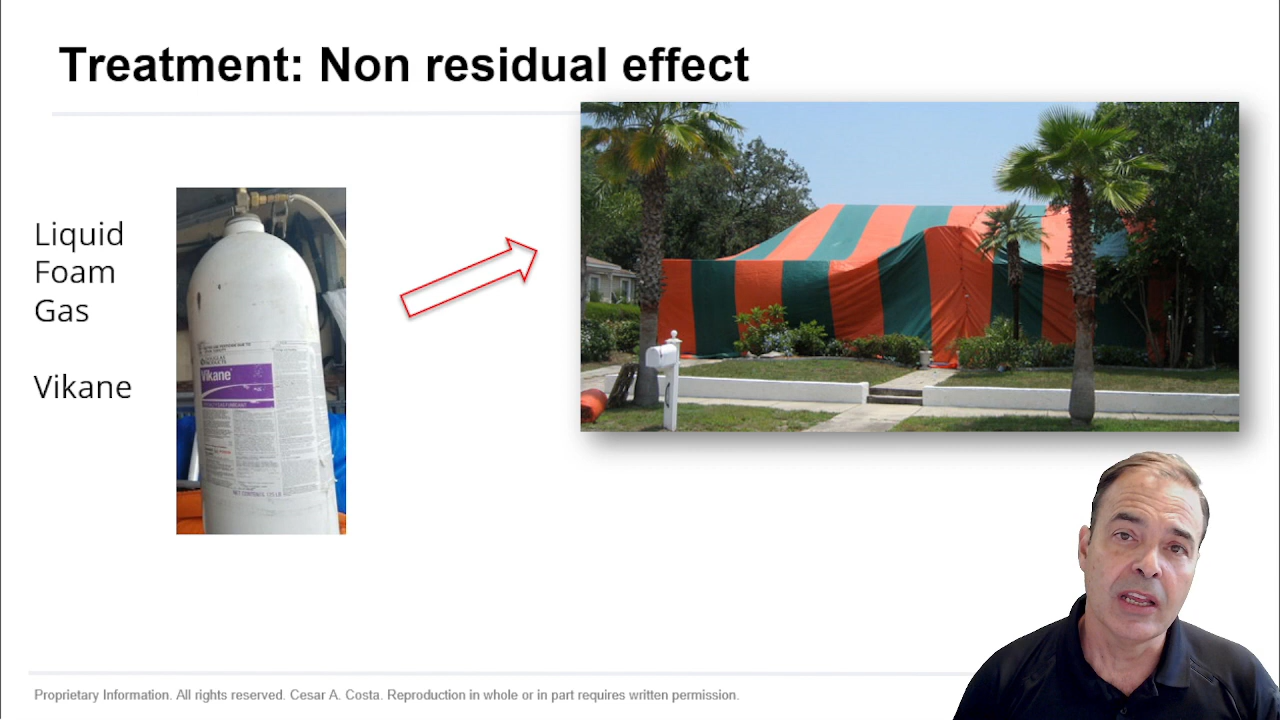 Treatment: Non residual effect
Liquid
Foam
Gas
Vikane
Vikane
Proprietary Information. All rights reserved. Cesar A. Costa. Reproduction in whole or in part requires written permission.